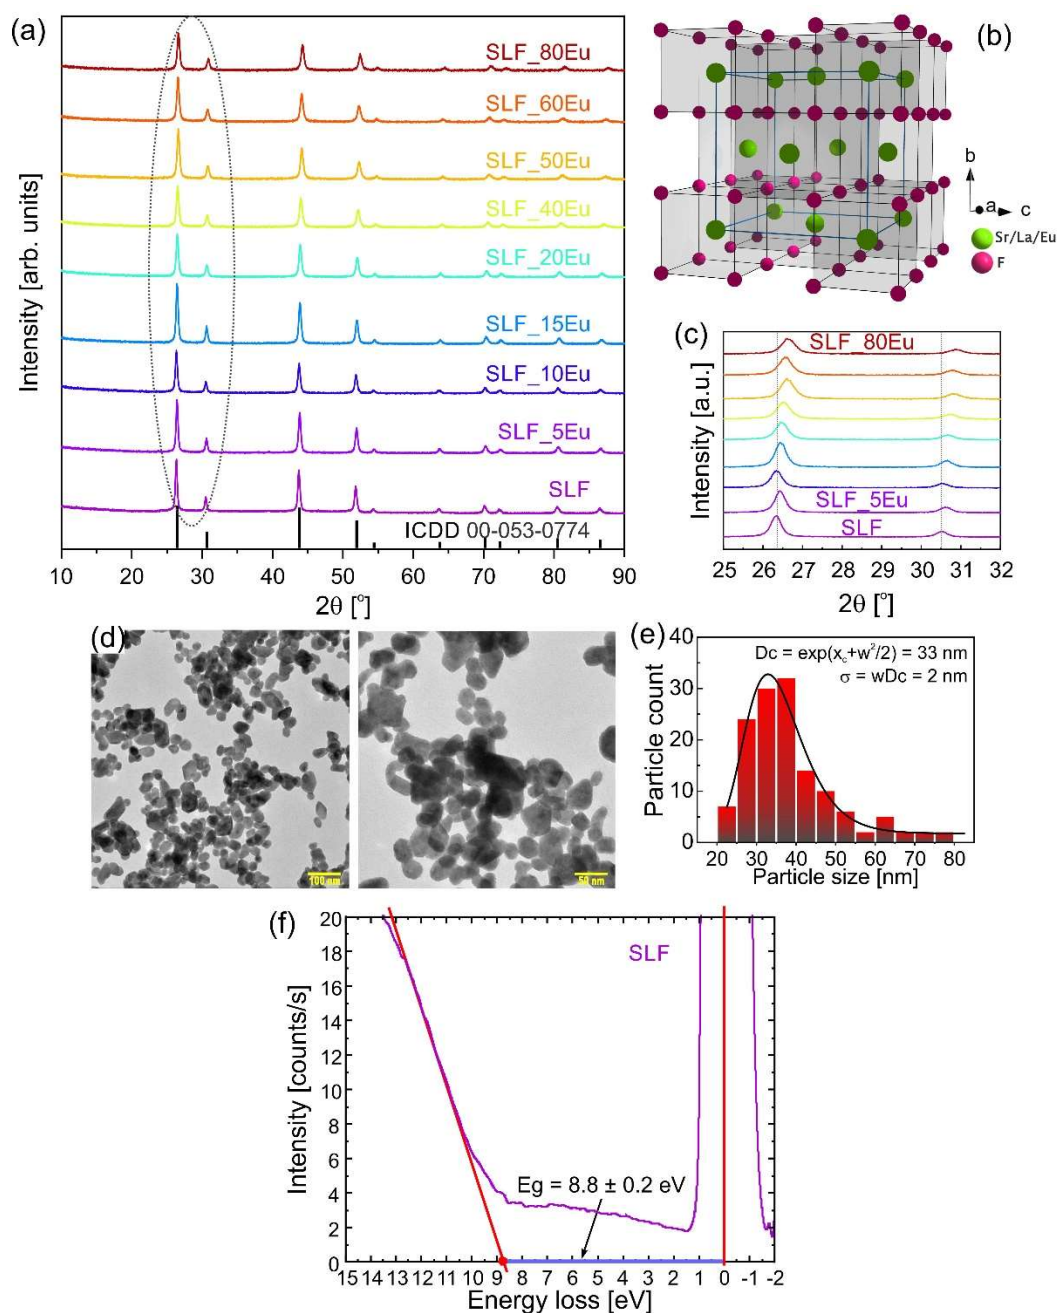 (a)
SLF_80Eu
SLF_60Eu
SLF_50Eu
SLF_40Eu
SLF_20Eu
SLF_15Eu
SLF_10Eu
SLF_5Eu
SLF
ICDD 00-053-0774
Intensity [arb. units]
10 20 30 40 50 60 70 80 90
2θ [°]
(b)
b
a c
Sr/La/Eu
F
(c)
SLF_80Eu
SLF_5Eu
SLF
Intensity [a.u.]
25 26 27 28 29 30 31 32
2θ [°]
(d)
100 nm
50 nm
(e)
Dc = exp(x꜀+w²/2) = 33 nm
σ = wDc = 2 nm
Particle count
40
30
20
10
0
20 30 40 50 60 70 80
Particle size [nm]
(f)
SLF
Intensity [counts/s]
20
18
16
14
12
10
8
6
4
2
0
Eg = 8.8 ± 0.2 eV
15 14 13 12 11 10 9 8 7 6 5 4 3 2 1 0 -1 -2
Energy loss [eV]